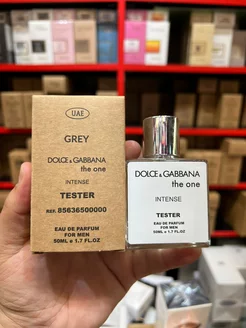 UAE
GREY
DOLCE & GABBANA
the one
INTENSE
TESTER
REF. 85636500000
EAU DE PARFUM
FOR MEN
50ML e 1.7 FL.OZ
DOLCE & GABBANA
the one
INTENSE
TESTER
EAU DE PARFUM
FOR MEN
50ML e 1.7 FL.OZ